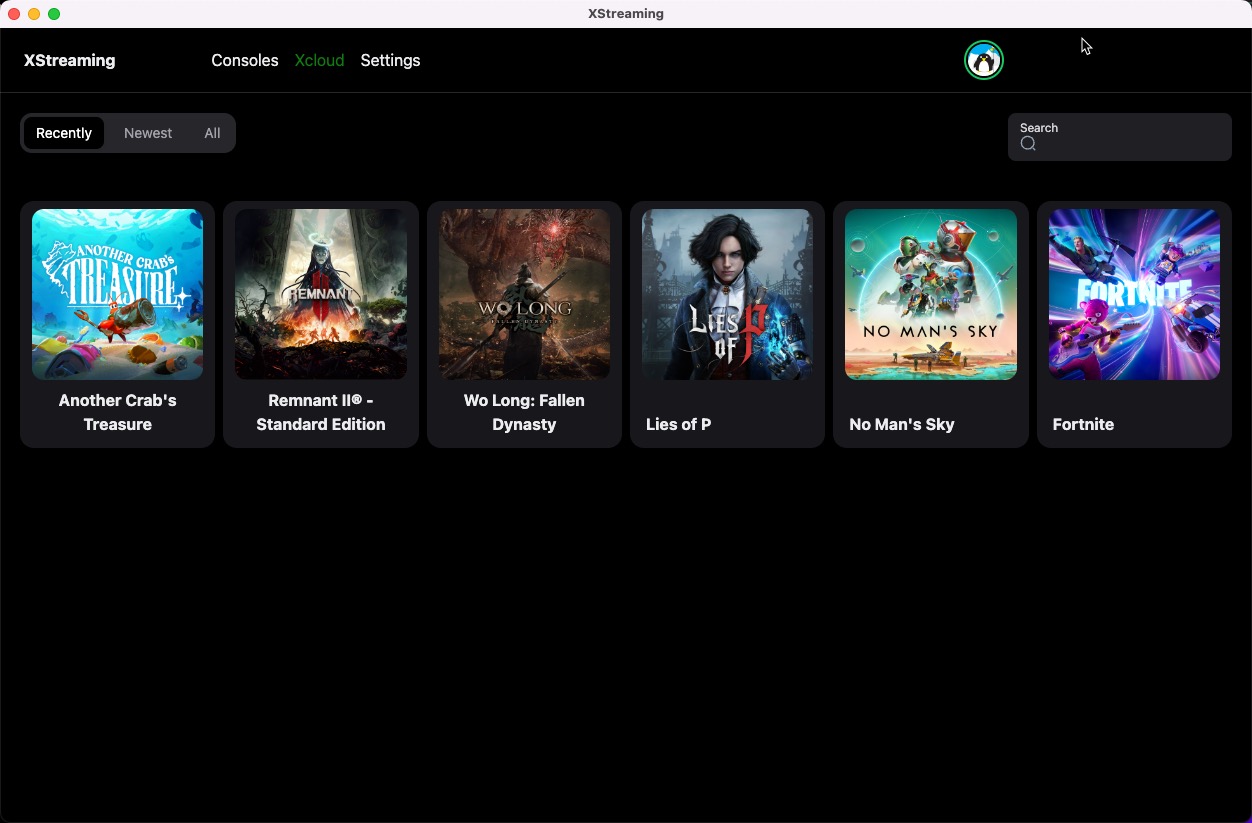 XStreaming
XStreaming
Consoles
Xcloud
Settings
Recently
Newest
All
Search
ANOTHER CRAB'S
TREASURE
REMNANT
II
WO LONG
FALLEN DYNASTY
LIES
OF P
NO MAN'S SKY
FORTNITE
Another Crab's
Treasure
Remnant II® -
Standard Edition
Wo Long: Fallen
Dynasty
Lies of P
No Man's Sky
Fortnite